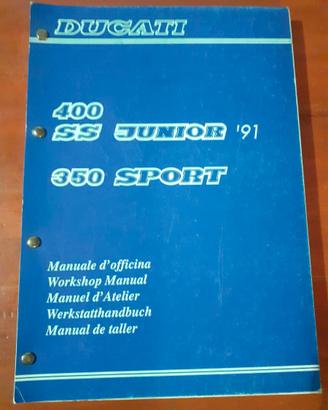 DUCATI
400
SS JUNIOR '91
350 SPORT
Manuale d'officina
Workshop Manual
Manuel d'Atelier
Werkstatthandbuch
Manual de taller